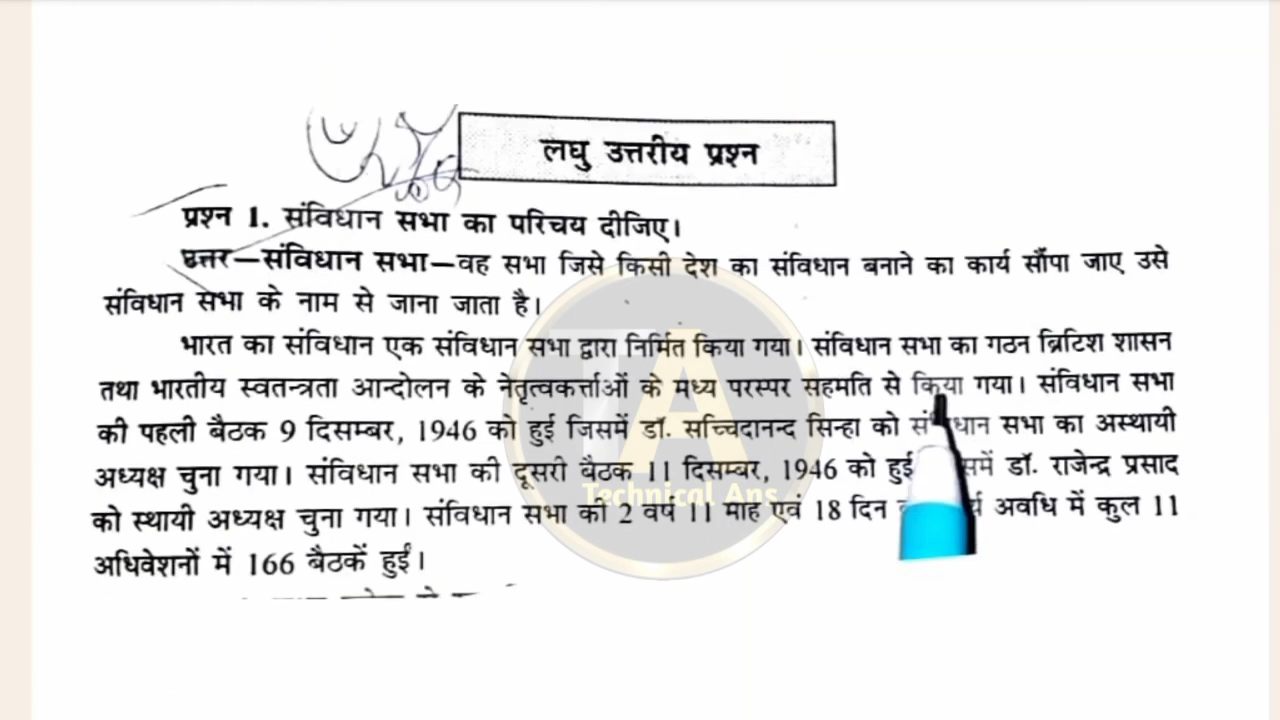 लघु उत्तरीय प्रश्न
प्रश्न 1. संविधान सभा का परिचय दीजिए।
उत्तर—संविधान सभा—वह सभा जिसे किसी देश का संविधान बनाने का कार्य सौंपा जाए उसे
संविधान सभा के नाम से जाना जाता है।
भारत का संविधान एक संविधान सभा द्वारा निर्मित किया गया। संविधान सभा का गठन ब्रिटिश शासन
तथा भारतीय स्वतन्त्रता आन्दोलन के नेतृत्वकर्त्ताओं के मध्य परस्पर सहमति से किया गया। संविधान सभा
की पहली बैठक 9 दिसम्बर, 1946 को हुई जिसमें डॉ. सच्चिदानन्द सिन्हा को सभा का अस्थायी
अध्यक्ष चुना गया। संविधान सभा की दूसरी बैठक 11 दिसम्बर, 1946 को हुई डॉ. राजेन्द्र प्रसाद
को स्थायी अध्यक्ष चुना गया। संविधान सभा की 2 वर्ष 11 माह एवं 18 दिन अवधि में कुल 11
अधिवेशनों में 166 बैठकें हुईं।
TA
Technical Ans